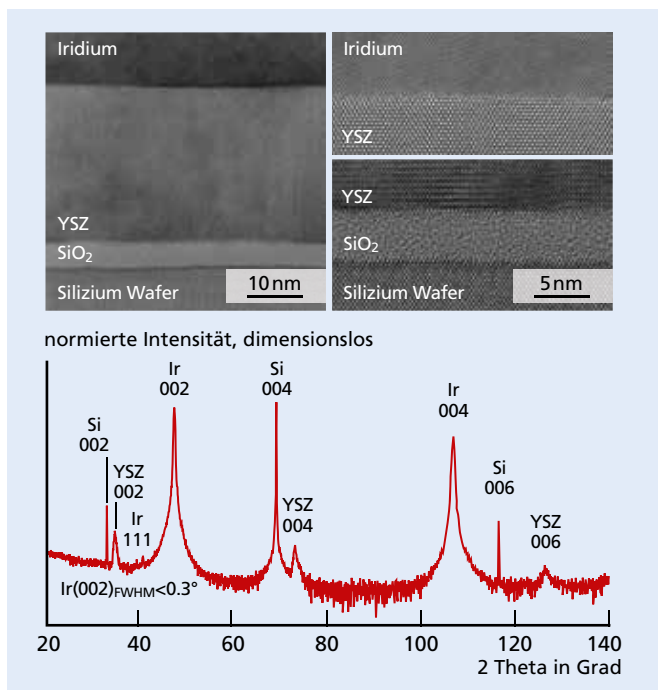 Iridium
YSZ
SiO₂
Silizium Wafer
10 nm
Iridium
YSZ
YSZ
SiO₂
5 nm
normierte Intensität, dimensionslos
Si
002
YSZ
002
Ir
111
Ir
002
Si
004
YSZ
004
Ir
004
Si
006
YSZ
006
Ir(002)FWHM<0.3°
20 40 60 80 100 120 140
2 Theta in Grad